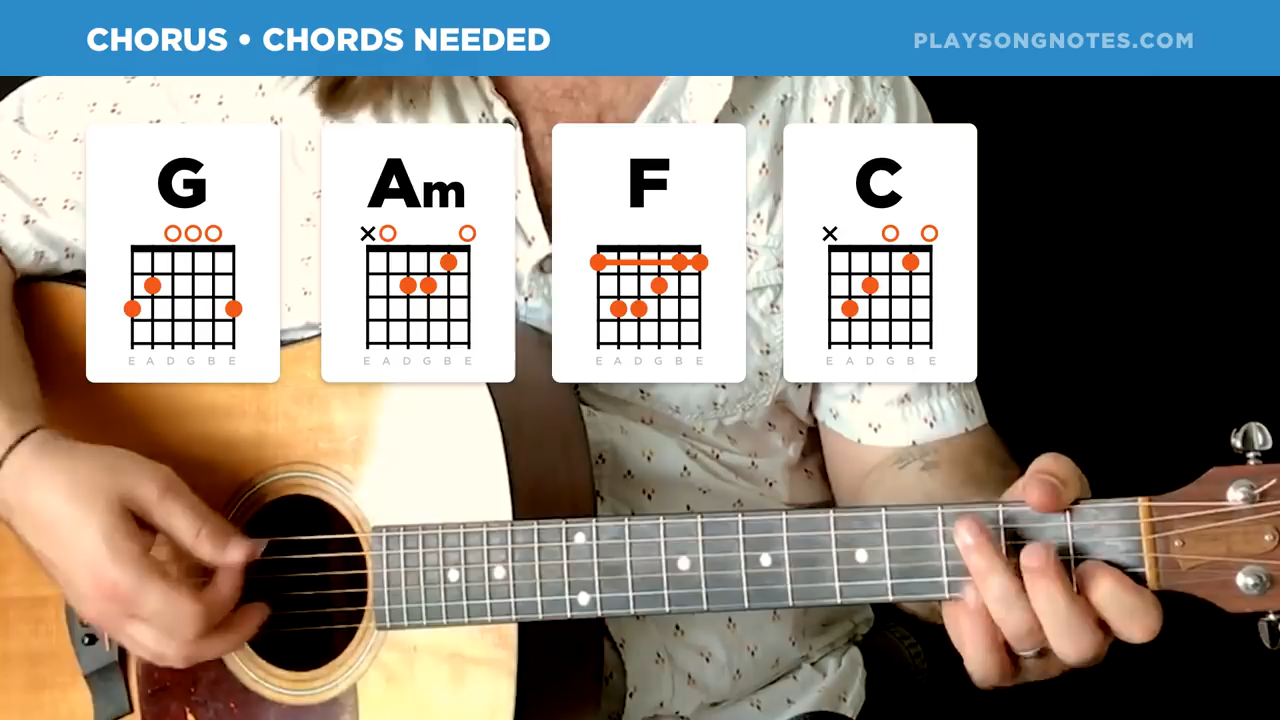 CHORUS • CHORDS NEEDED
PLAYSONGNOTES.COM
G
Am
F
C
E A D G B E
E A D G B E
E A D G B E
E A D G B E